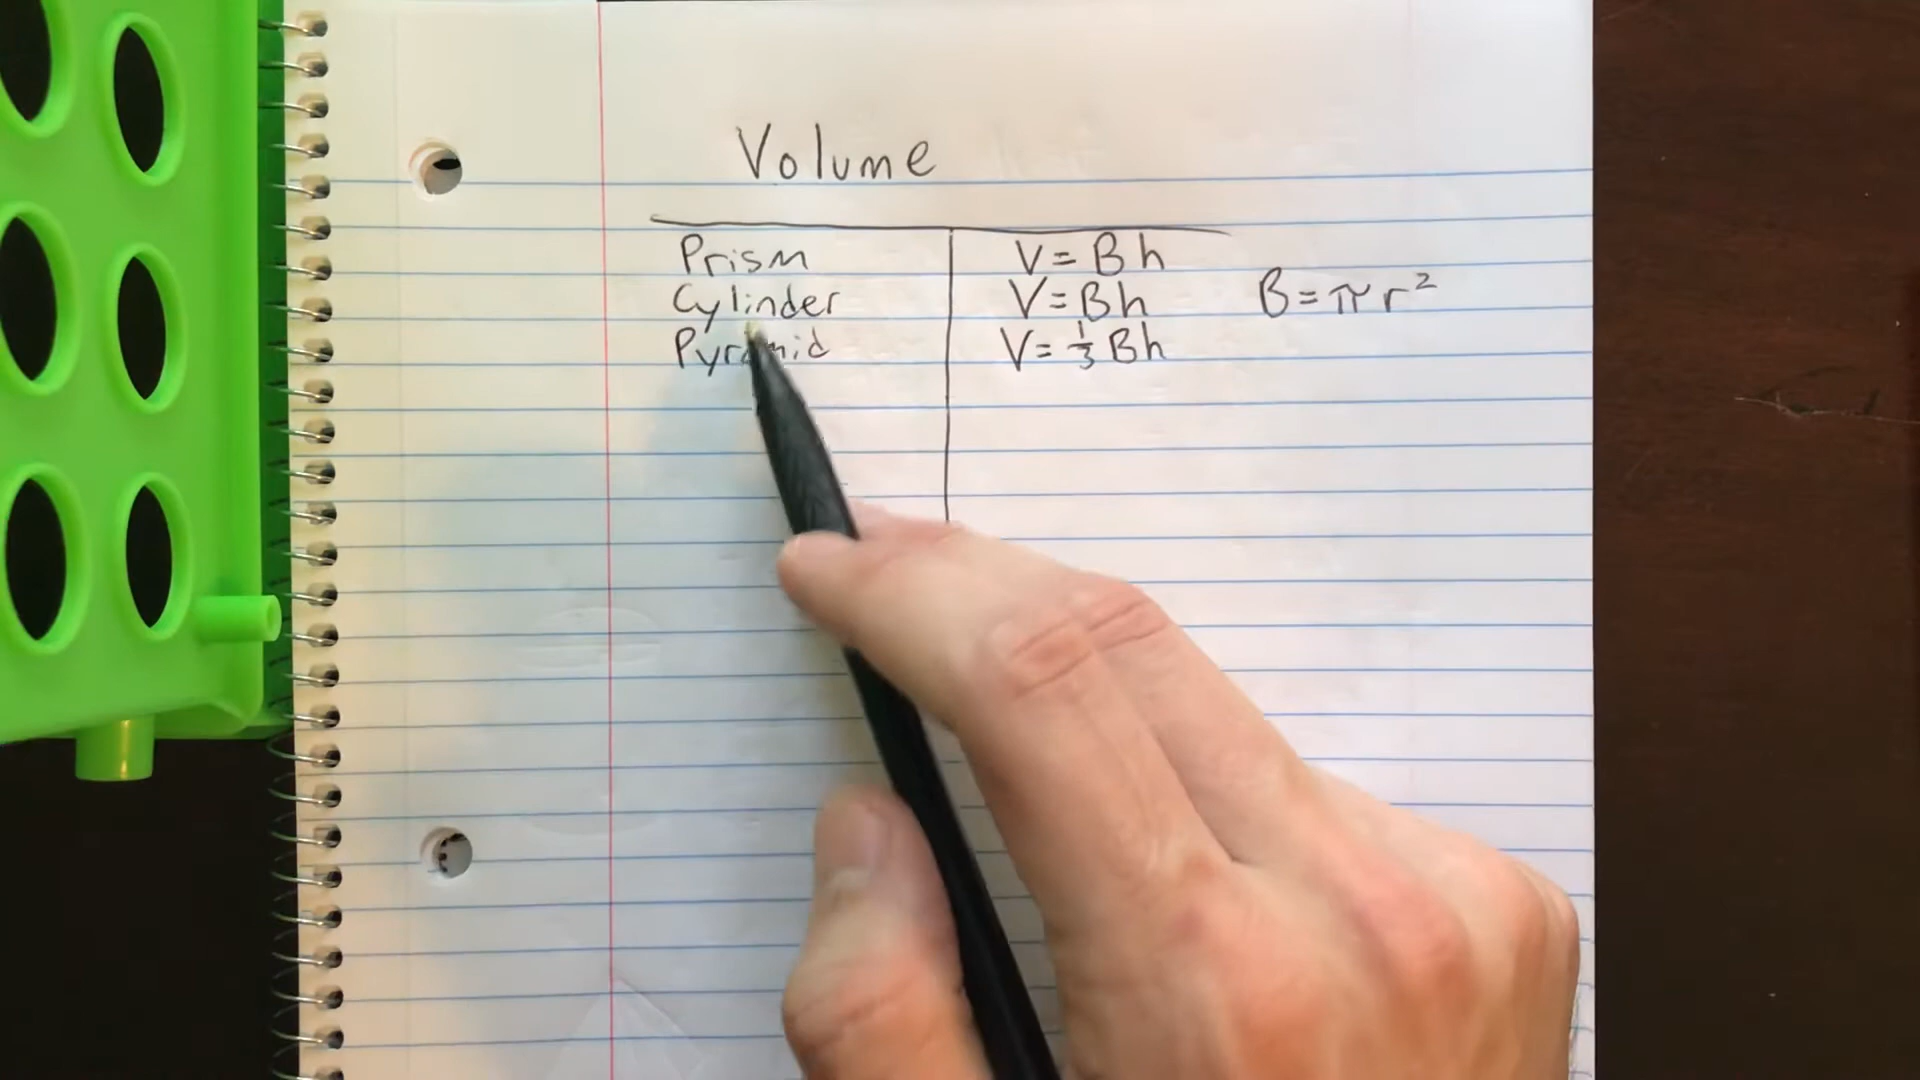 Volume
Prism V = Bh
Cylinder V = Bh B = πr²
Pyramid V = ⅓Bh